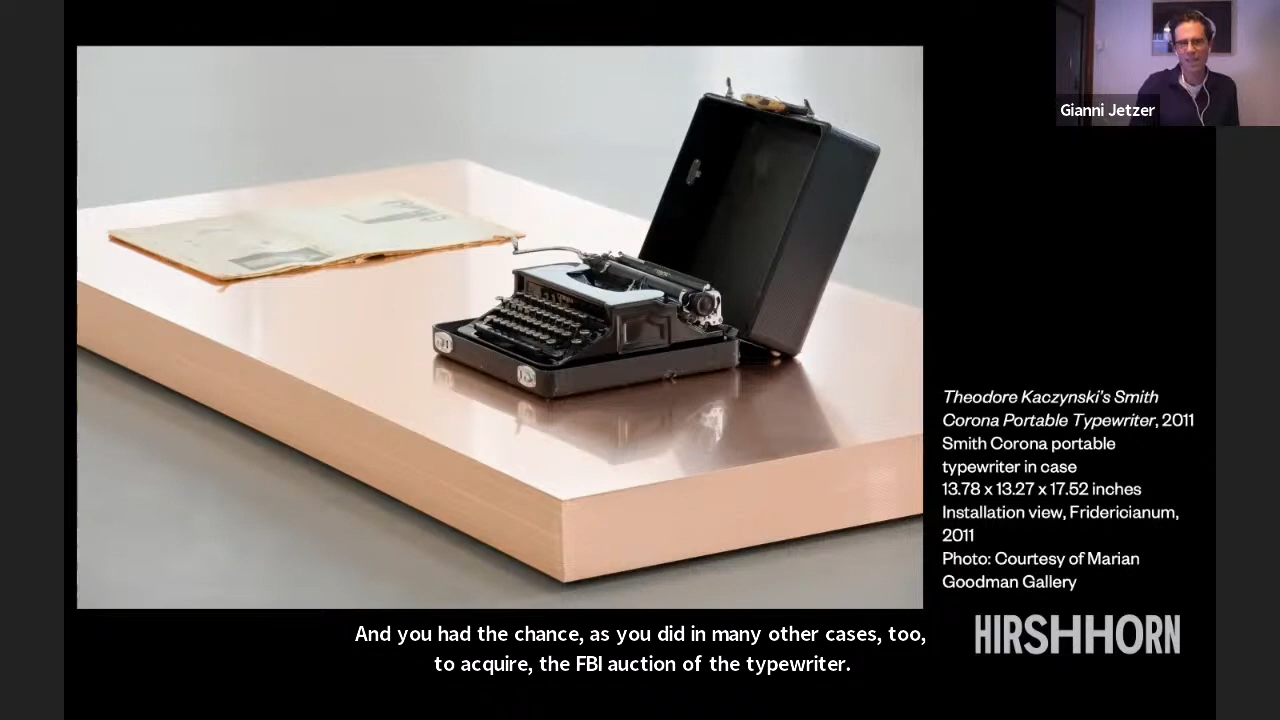 Gianni Jetzer
Theodore Kaczynski's Smith
Corona Portable Typewriter, 2011
Smith Corona portable
typewriter in case
13.78 x 13.27 x 17.52 inches
Installation view, Fridericianum,
2011
Photo: Courtesy of Marian
Goodman Gallery
HIRSHHORN
And you had the chance, as you did in many other cases, too,
to acquire, the FBI auction of the typewriter.